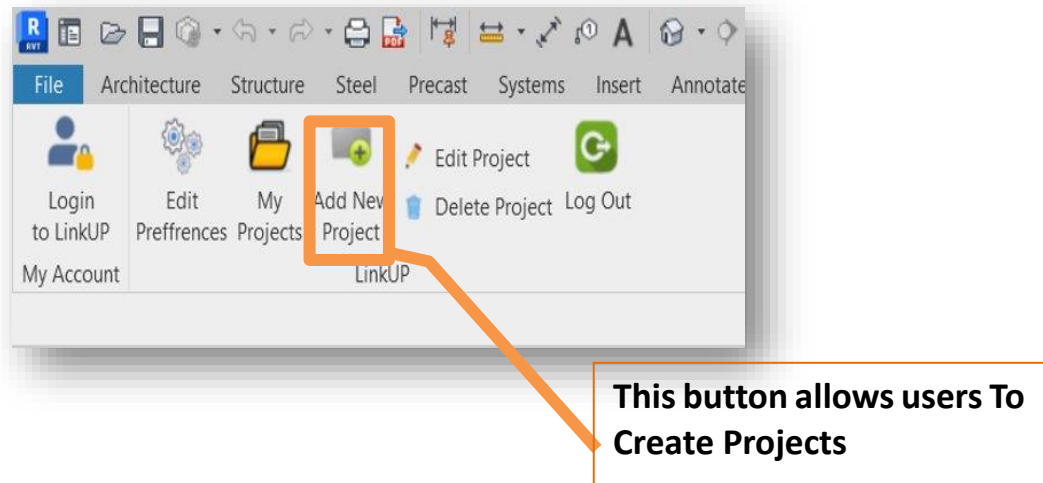 R
RVT
PDF
1
A
File Architecture Structure Steel Precast Systems Insert Annotate
Edit Project
Delete Project
Login
to LinkUP
Edit
Preffrences
My
Projects
Add New
Project
Log Out
My Account
LinkUP
This button allows users To
Create Projects